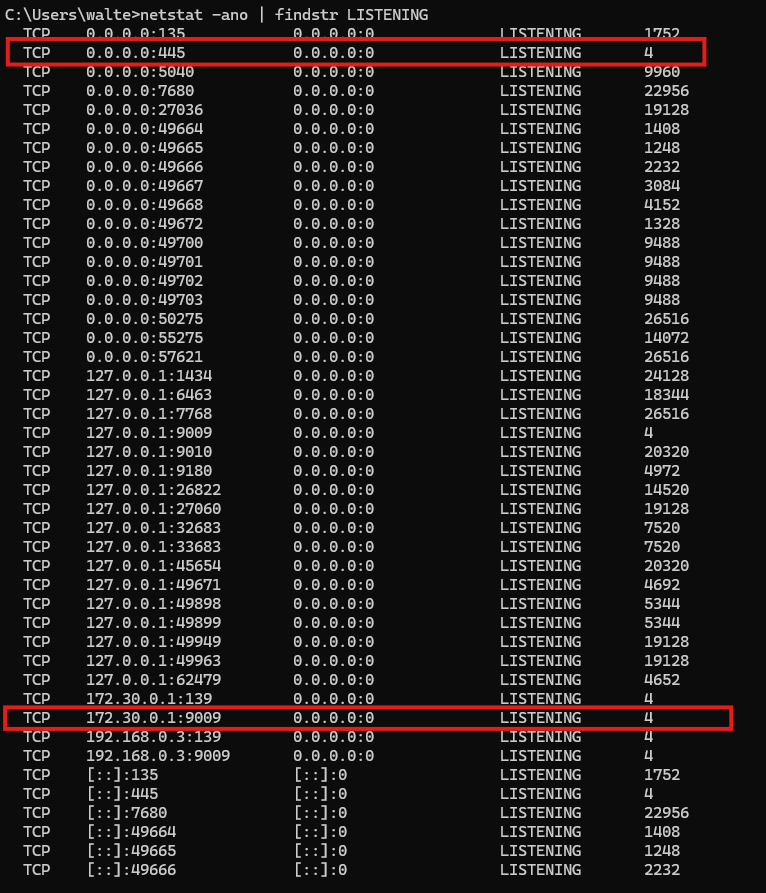 C:\Users\walte>netstat -ano | findstr LISTENING
TCP 0.0.0.0:135 0.0.0.0:0 LISTENING 1752
TCP 0.0.0.0:445 0.0.0.0:0 LISTENING 4
TCP 0.0.0.0:5040 0.0.0.0:0 LISTENING 9960
TCP 0.0.0.0:7680 0.0.0.0:0 LISTENING 22956
TCP 0.0.0.0:27036 0.0.0.0:0 LISTENING 19128
TCP 0.0.0.0:49664 0.0.0.0:0 LISTENING 1408
TCP 0.0.0.0:49665 0.0.0.0:0 LISTENING 1248
TCP 0.0.0.0:49666 0.0.0.0:0 LISTENING 2232
TCP 0.0.0.0:49667 0.0.0.0:0 LISTENING 3084
TCP 0.0.0.0:49668 0.0.0.0:0 LISTENING 4152
TCP 0.0.0.0:49672 0.0.0.0:0 LISTENING 1328
TCP 0.0.0.0:49700 0.0.0.0:0 LISTENING 9488
TCP 0.0.0.0:49701 0.0.0.0:0 LISTENING 9488
TCP 0.0.0.0:49702 0.0.0.0:0 LISTENING 9488
TCP 0.0.0.0:49703 0.0.0.0:0 LISTENING 9488
TCP 0.0.0.0:50275 0.0.0.0:0 LISTENING 26516
TCP 0.0.0.0:55275 0.0.0.0:0 LISTENING 14072
TCP 0.0.0.0:57621 0.0.0.0:0 LISTENING 26516
TCP 127.0.0.1:1434 0.0.0.0:0 LISTENING 24128
TCP 127.0.0.1:6463 0.0.0.0:0 LISTENING 18344
TCP 127.0.0.1:7768 0.0.0.0:0 LISTENING 26516
TCP 127.0.0.1:9009 0.0.0.0:0 LISTENING 4
TCP 127.0.0.1:9010 0.0.0.0:0 LISTENING 20320
TCP 127.0.0.1:9180 0.0.0.0:0 LISTENING 4972
TCP 127.0.0.1:26822 0.0.0.0:0 LISTENING 14520
TCP 127.0.0.1:27060 0.0.0.0:0 LISTENING 19128
TCP 127.0.0.1:32683 0.0.0.0:0 LISTENING 7520
TCP 127.0.0.1:33683 0.0.0.0:0 LISTENING 7520
TCP 127.0.0.1:45654 0.0.0.0:0 LISTENING 20320
TCP 127.0.0.1:49671 0.0.0.0:0 LISTENING 4692
TCP 127.0.0.1:49898 0.0.0.0:0 LISTENING 5344
TCP 127.0.0.1:49899 0.0.0.0:0 LISTENING 5344
TCP 127.0.0.1:49949 0.0.0.0:0 LISTENING 19128
TCP 127.0.0.1:49963 0.0.0.0:0 LISTENING 19128
TCP 127.0.0.1:62479 0.0.0.0:0 LISTENING 4652
TCP 172.30.0.1:139 0.0.0.0:0 LISTENING 4
TCP 172.30.0.1:9009 0.0.0.0:0 LISTENING 4
TCP 192.168.0.3:139 0.0.0.0:0 LISTENING 4
TCP 192.168.0.3:9009 0.0.0.0:0 LISTENING 4
TCP [::]:135 [::]:0 LISTENING 1752
TCP [::]:445 [::]:0 LISTENING 4
TCP [::]:7680 [::]:0 LISTENING 22956
TCP [::]:49664 [::]:0 LISTENING 1408
TCP [::]:49665 [::]:0 LISTENING 1248
TCP [::]:49666 [::]:0 LISTENING 2232